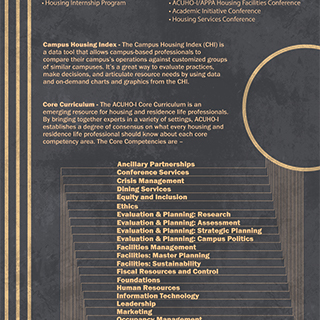 • Housing Internship Program
• ACUHO-I/APPA Housing Facilities Conference
• Academic Initiative Conference
• Housing Services Conference
Campus Housing Index - The Campus Housing Index (CHI) is
a data tool that allows campus-based professionals to
compare their campus's operations against customized groups
of similar campuses. It's a great way to evaluate practices,
make decisions, and articulate resource needs by using data
and on-demand charts and graphics from the CHI.
Core Curriculum - The ACUHO-I Core Curriculum is an
emerging resource for housing and residence life professionals.
By bringing together experts in a variety of settings, ACUHO-I
establishes a degree of consensus on what every housing and
residence life professional should know about each core
competency area. The Core Competencies are –
Ancillary Partnerships
Conference Services
Crisis Management
Dining Services
Equity and Inclusion
Ethics
Evaluation & Planning: Research
Evaluation & Planning: Assessment
Evaluation & Planning: Strategic Planning
Evaluation & Planning: Campus Politics
Facilities Management
Facilities: Master Planning
Facilities: Sustainability
Fiscal Resources and Control
Foundations
Human Resources
Information Technology
Leadership
Marketing
Occupancy Management